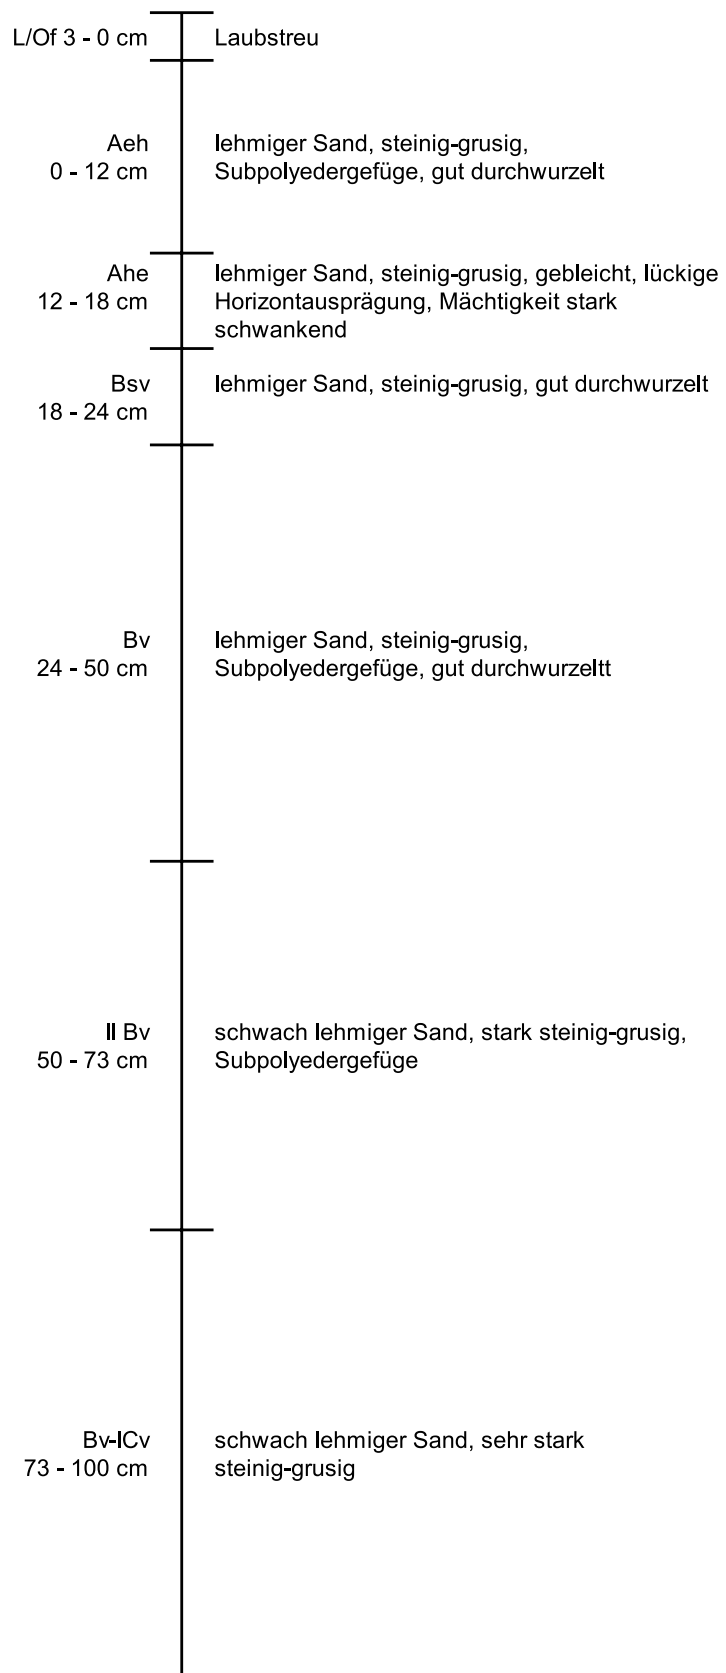 L/Of 3 - 0 cm Laubstreu
Aeh lehmiger Sand, steinig-grusig,
0 - 12 cm Subpolyedergefüge, gut durchwurzelt
Ahe lehmiger Sand, steinig-grusig, gebleicht, lückige
12 - 18 cm Horizontausprägung, Mächtigkeit stark
schwankend
Bsv lehmiger Sand, steinig-grusig, gut durchwurzelt
18 - 24 cm
Bv lehmiger Sand, steinig-grusig,
24 - 50 cm Subpolyedergefüge, gut durchwurzeltt
II Bv schwach lehmiger Sand, stark steinig-grusig,
50 - 73 cm Subpolyedergefüge
Bv-lCv schwach lehmiger Sand, sehr stark
73 - 100 cm steinig-grusig